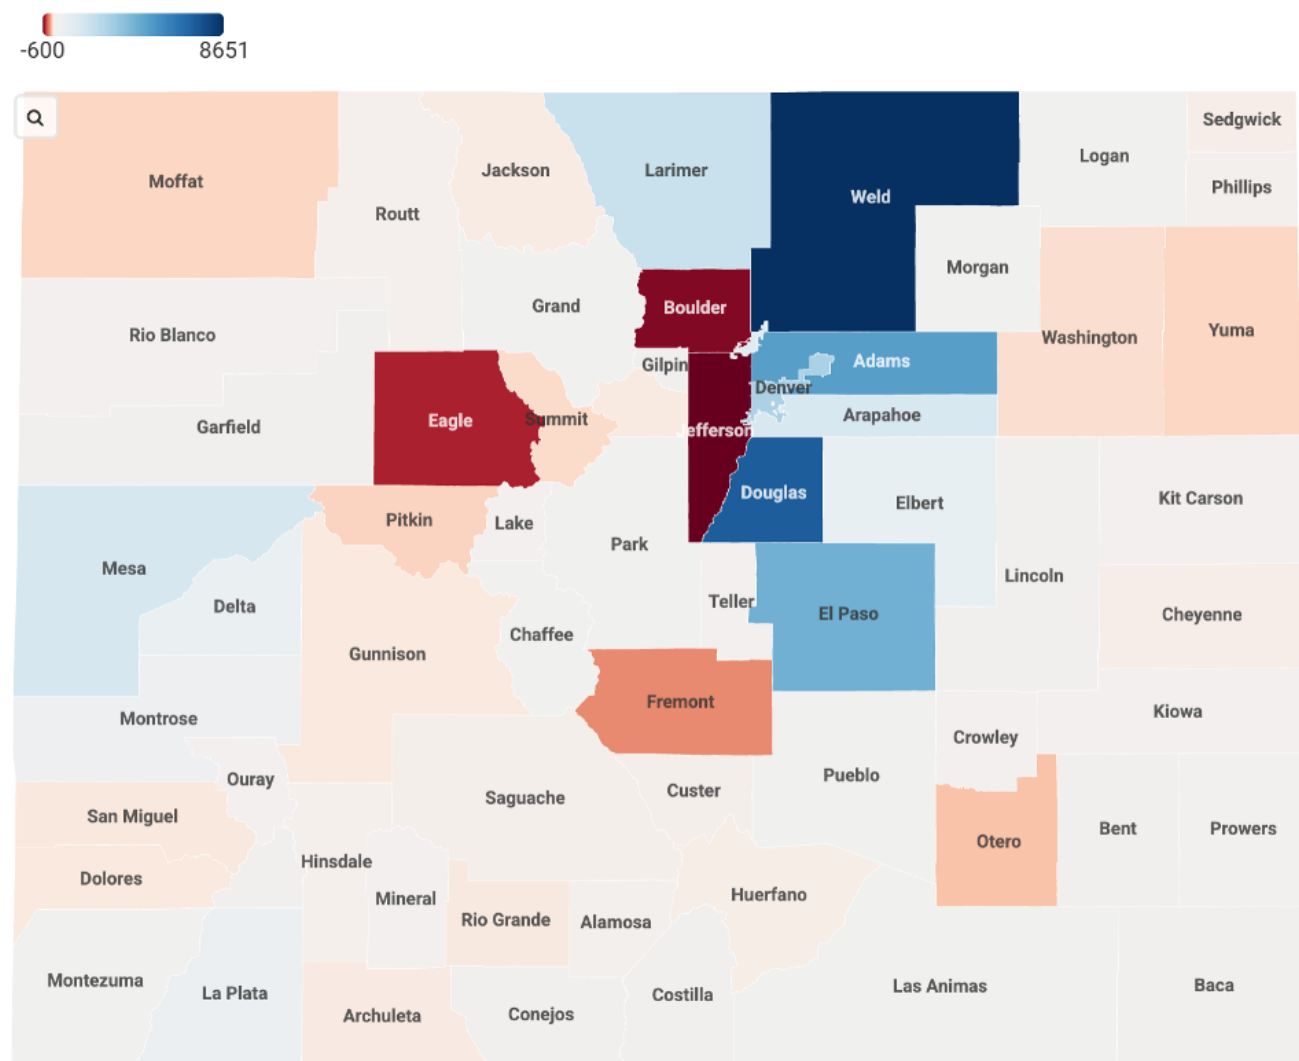 -600 8651
Sedgwick
Logan
Jackson
Larimer
Moffat
Phillips
Weld
Routt
Morgan
Grand
Boulder
Yuma
Rio Blanco
Washington
Gilpin
Adams
Denver
Arapahoe
Summit
Eagle
Garfield
Jefferson
Douglas
Kit Carson
Elbert
Pitkin
Lake
Park
Mesa
Lincoln
Teller
Delta
El Paso
Cheyenne
Chaffee
Gunnison
Fremont
Kiowa
Montrose
Crowley
Pueblo
Ouray
Custer
Saguache
San Miguel
Bent
Prowers
Otero
Hinsdale
Dolores
Huerfano
Mineral
Rio Grande
Alamosa
Montezuma
Las Animas
Baca
La Plata
Costilla
Conejos
Archuleta